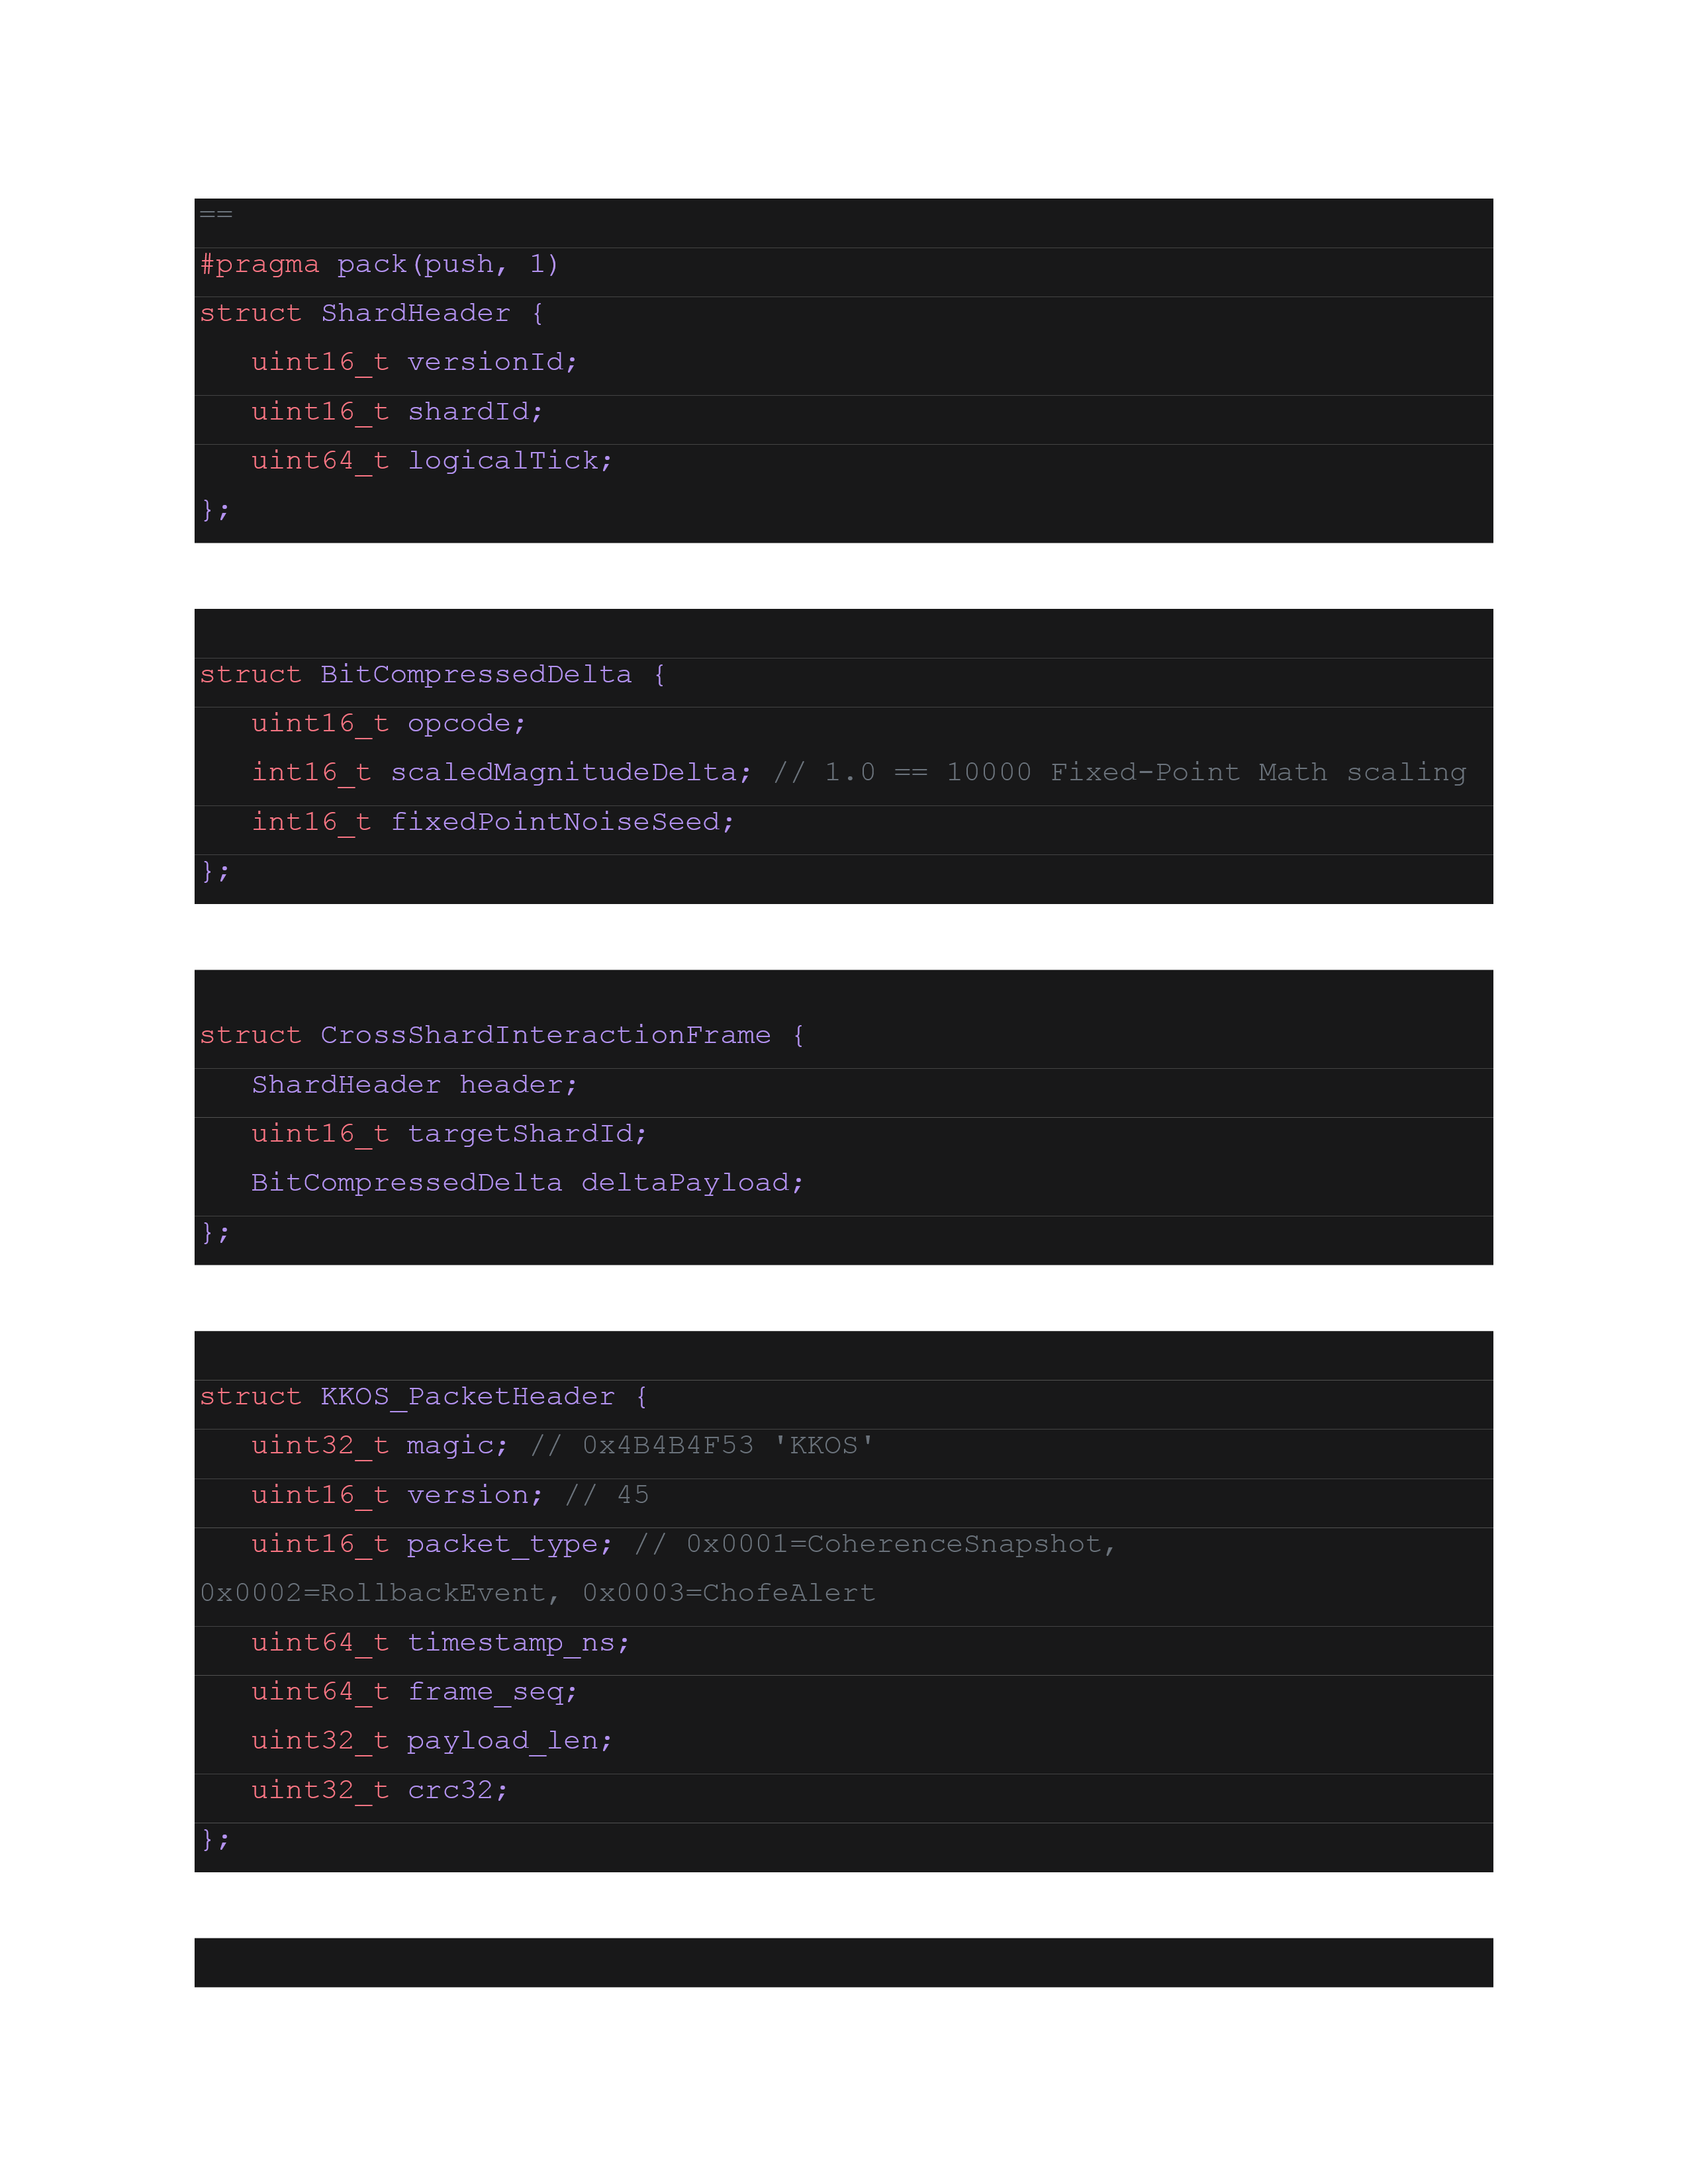 ==
#pragma pack(push, 1)
struct ShardHeader {
   uint16_t versionId;
   uint16_t shardId;
   uint64_t logicalTick;
};
struct BitCompressedDelta {
   uint16_t opcode;
   int16_t scaledMagnitudeDelta; // 1.0 == 10000 Fixed-Point Math scaling
   int16_t fixedPointNoiseSeed;
};
struct CrossShardInteractionFrame {
   ShardHeader header;
   uint16_t targetShardId;
   BitCompressedDelta deltaPayload;
};
struct KKOS_PacketHeader {
   uint32_t magic; // 0x4B4B4F53 'KKOS'
   uint16_t version; // 45
   uint16_t packet_type; // 0x0001=CoherenceSnapshot,
0x0002=RollbackEvent, 0x0003=ChofeAlert
   uint64_t timestamp_ns;
   uint64_t frame_seq;
   uint32_t payload_len;
   uint32_t crc32;
};